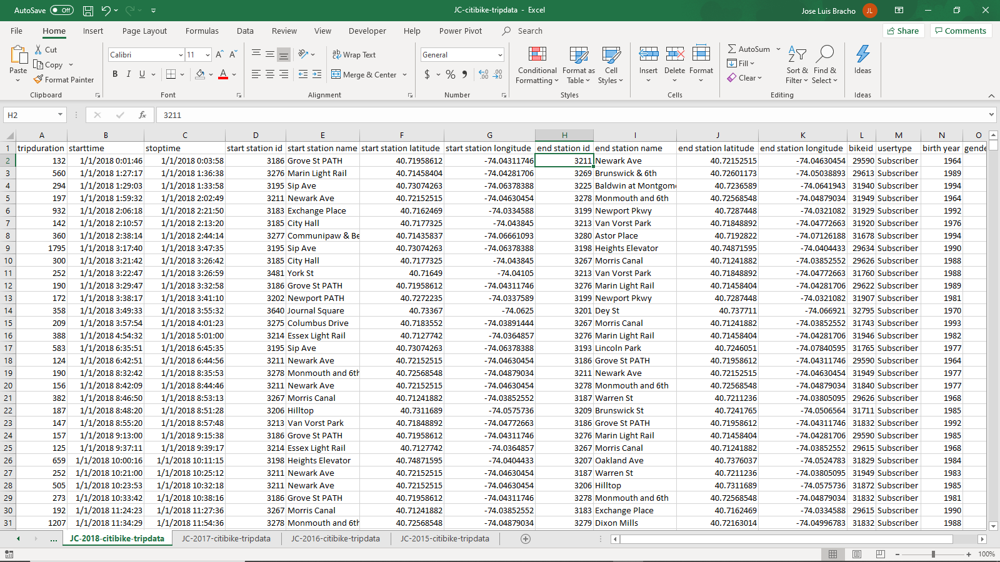 AutoSave Off
JC-citibike-tripdata - Excel
Jose Luis Bracho JL
File Home Insert Page Layout Formulas Data Review View Developer Help Power Pivot Search Share Comments
Paste Cut Copy Format Painter Clipboard
Calibri 11 B I U A Font
Wrap Text Merge & Center Alignment
General $ % Number
Conditional Formatting Format as Table Cell Styles Styles
Insert Delete Format Cells
AutoSum Fill Clear Sort & Filter Find & Select Editing
Ideas Ideas
H2 fx 3211
A B C D E F G H I J K L M N O
1 tripduration starttime stoptime start station id start station name start station latitude start station longitude end station id end station name end station latitude end station longitude bikeid usertype birth year gende
2 132 1/1/2018 0:01:46 1/1/2018 0:03:58 3186 Grove St PATH 40.71958612 -74.04311746 3211 Newark Ave 40.72152515 -74.04630454 29590 Subscriber 1964
3 560 1/1/2018 1:27:17 1/1/2018 1:36:38 3276 Marin Light Rail 40.71458404 -74.04281706 3269 Brunswick & 6th 40.72601173 -74.05038893 29613 Subscriber 1989
4 294 1/1/2018 1:29:03 1/1/2018 1:33:58 3195 Sip Ave 40.73074263 -74.06378388 3225 Baldwin at Montgom 40.7236589 -74.0641943 31940 Subscriber 1994
5 197 1/1/2018 1:59:32 1/1/2018 2:02:49 3211 Newark Ave 40.72152515 -74.04630454 3278 Monmouth and 6th 40.72568548 -74.04879034 31949 Subscriber 1964
6 932 1/1/2018 2:06:18 1/1/2018 2:21:50 3183 Exchange Place 40.7162469 -74.0334588 3199 Newport Pkwy 40.7287448 -74.0321082 31929 Subscriber 1992
7 142 1/1/2018 2:10:57 1/1/2018 2:13:20 3185 City Hall 40.7177325 -74.043845 3213 Van Vorst Park 40.71848892 -74.04772663 31920 Subscriber 1976
8 360 1/1/2018 2:38:14 1/1/2018 2:44:14 3277 Communipaw & Be 40.71435837 -74.06661093 3280 Astor Place 40.7192822 -74.07126188 31678 Subscriber 1994
9 1795 1/1/2018 3:17:40 1/1/2018 3:47:35 3195 Sip Ave 40.73074263 -74.06378388 3198 Heights Elevator 40.74871595 -74.0404433 29634 Subscriber 1990
10 300 1/1/2018 3:21:42 1/1/2018 3:26:42 3185 City Hall 40.7177325 -74.043845 3267 Morris Canal 40.71241882 -74.03852552 29626 Subscriber 1988
11 252 1/1/2018 3:22:47 1/1/2018 3:26:59 3481 York St 40.71649 -74.04105 3213 Van Vorst Park 40.71848892 -74.04772663 31760 Subscriber 1988
12 190 1/1/2018 3:29:47 1/1/2018 3:32:58 3186 Grove St PATH 40.71958612 -74.04311746 3276 Marin Light Rail 40.71458404 -74.04281706 29622 Subscriber 1989
13 172 1/1/2018 3:38:17 1/1/2018 3:41:10 3202 Newport PATH 40.7272235 -74.0337589 3199 Newport Pkwy 40.7287448 -74.0321082 31907 Subscriber 1981
14 358 1/1/2018 3:49:33 1/1/2018 3:55:32 3640 Journal Square 40.73367 -74.0625 3201 Dey St 40.737711 -74.066921 32795 Subscriber 1970
15 209 1/1/2018 3:57:54 1/1/2018 4:01:23 3275 Columbus Drive 40.7183552 -74.03891444 3267 Morris Canal 40.71241882 -74.03852552 31743 Subscriber 1993
16 388 1/1/2018 4:54:32 1/1/2018 5:01:00 3214 Essex Light Rail 40.7127742 -74.0364857 3276 Marin Light Rail 40.71458404 -74.04281706 31946 Subscriber 1982
17 583 1/1/2018 6:35:51 1/1/2018 6:45:35 3195 Sip Ave 40.73074263 -74.06378388 3193 Lincoln Park 40.7246051 -74.07840595 31765 Subscriber 1977
18 124 1/1/2018 6:42:51 1/1/2018 6:44:56 3211 Newark Ave 40.72152515 -74.04630454 3186 Grove St PATH 40.71958612 -74.04311746 29590 Subscriber 1964
19 190 1/1/2018 8:32:42 1/1/2018 8:35:53 3278 Monmouth and 6th 40.72568548 -74.04879034 3211 Newark Ave 40.72152515 -74.04630454 31949 Subscriber 1977
20 156 1/1/2018 8:42:09 1/1/2018 8:44:46 3211 Newark Ave 40.72152515 -74.04630454 3278 Monmouth and 6th 40.72568548 -74.04879034 31840 Subscriber 1977
21 382 1/1/2018 8:46:50 1/1/2018 8:53:13 3267 Morris Canal 40.71241882 -74.03852552 3187 Warren St 40.7211236 -74.03805095 29626 Subscriber 1968
22 187 1/1/2018 8:48:20 1/1/2018 8:51:28 3206 Hilltop 40.7311689 -74.0575736 3209 Brunswick St 40.7241765 -74.0506564 31711 Subscriber 1985
23 147 1/1/2018 8:55:20 1/1/2018 8:57:48 3213 Van Vorst Park 40.71848892 -74.04772663 3186 Grove St PATH 40.71958612 -74.04311746 31832 Subscriber 1992
24 157 1/1/2018 9:13:00 1/1/2018 9:15:38 3186 Grove St PATH 40.71958612 -74.04311746 3276 Marin Light Rail 40.71458404 -74.04281706 29590 Subscriber 1985
25 125 1/1/2018 9:37:11 1/1/2018 9:39:17 3214 Essex Light Rail 40.7127742 -74.0364857 3267 Morris Canal 40.71241882 -74.03852552 29615 Subscriber 1968
26 659 1/1/2018 10:00:16 1/1/2018 10:11:15 3198 Heights Elevator 40.74871595 -74.0404433 3207 Oakland Ave 40.7376037 -74.0524783 31829 Subscriber 1984
27 252 1/1/2018 10:21:00 1/1/2018 10:25:12 3211 Newark Ave 40.72152515 -74.04630454 3187 Warren St 40.7211236 -74.03805095 31949 Subscriber 1983
28 505 1/1/2018 10:23:53 1/1/2018 10:32:18 3211 Newark Ave 40.72152515 -74.04630454 3206 Hilltop 40.7311689 -74.0575736 31872 Subscriber 1985
29 273 1/1/2018 10:33:42 1/1/2018 10:38:16 3186 Grove St PATH 40.71958612 -74.04311746 3278 Monmouth and 6th 40.72568548 -74.04879034 31832 Subscriber 1981
30 192 1/1/2018 11:24:23 1/1/2018 11:27:36 3267 Morris Canal 40.71241882 -74.03852552 3183 Exchange Place 40.7162469 -74.0334588 29615 Subscriber 1990
31 1207 1/1/2018 11:34:29 1/1/2018 11:54:36 3278 Monmouth and 6th 40.72568548 -74.04879034 3279 Dixon Mills 40.72163014 -74.04996783 31832 Subscriber 1988
... JC-2018-citibike-tripdata JC-2017-citibike-tripdata JC-2016-citibike-tripdata JC-2015-citibike-tripdata
100%